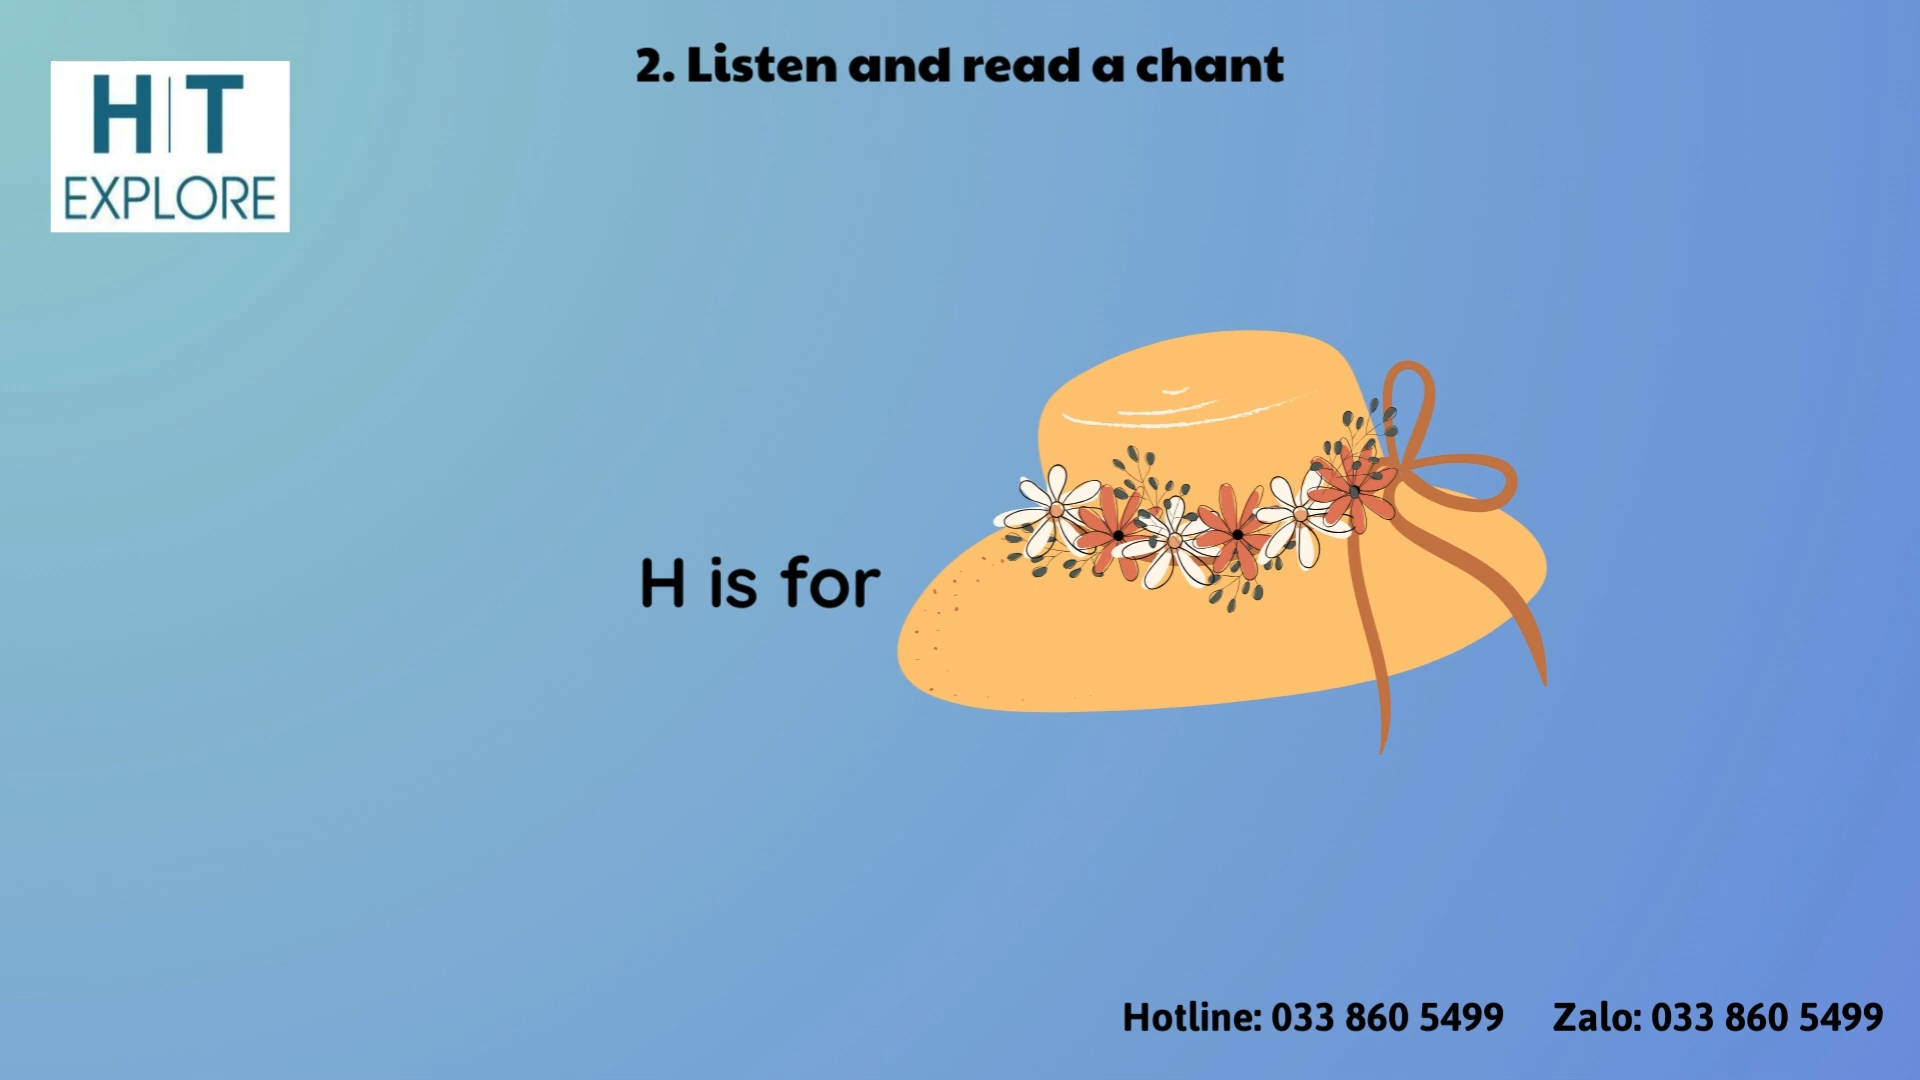 2. Listen and read a chant
H|T
EXPLORE
H is for
Hotline: 033 860 5499 Zalo: 033 860 5499